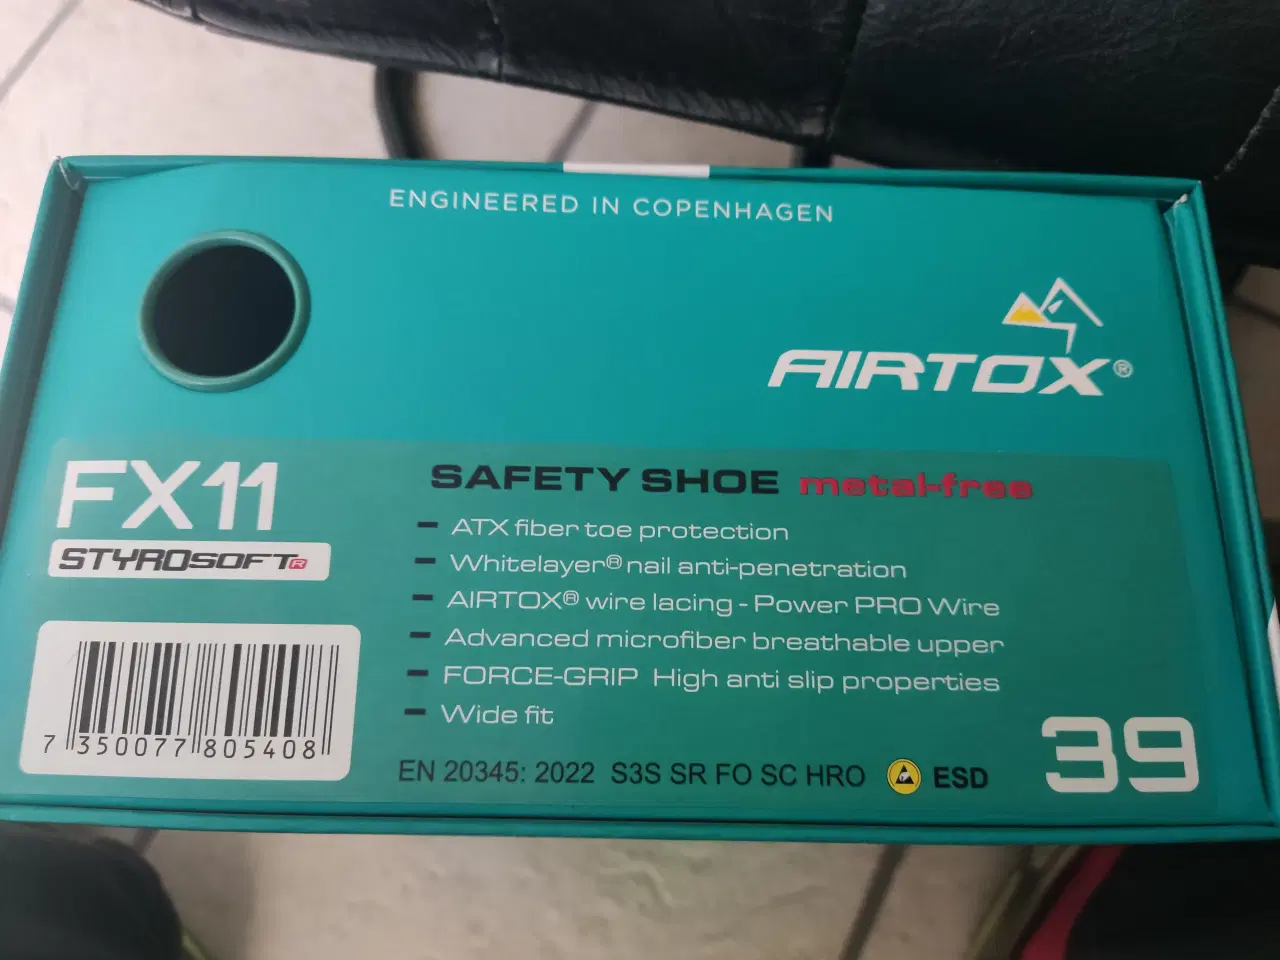 ENGINEERED IN COPENHAGEN
AIRTOX®
FX11
STYROSOFT®
SAFETY SHOE metal-free
- ATX fiber toe protection
- Whitelayer® nail anti-penetration
- AIRTOX® wire lacing - Power PRO Wire
- Advanced microfiber breathable upper
- FORCE-GRIP High anti slip properties
- Wide fit
7 350077 805408
EN 20345: 2022 S3S SR FO SC HRO ESD
39